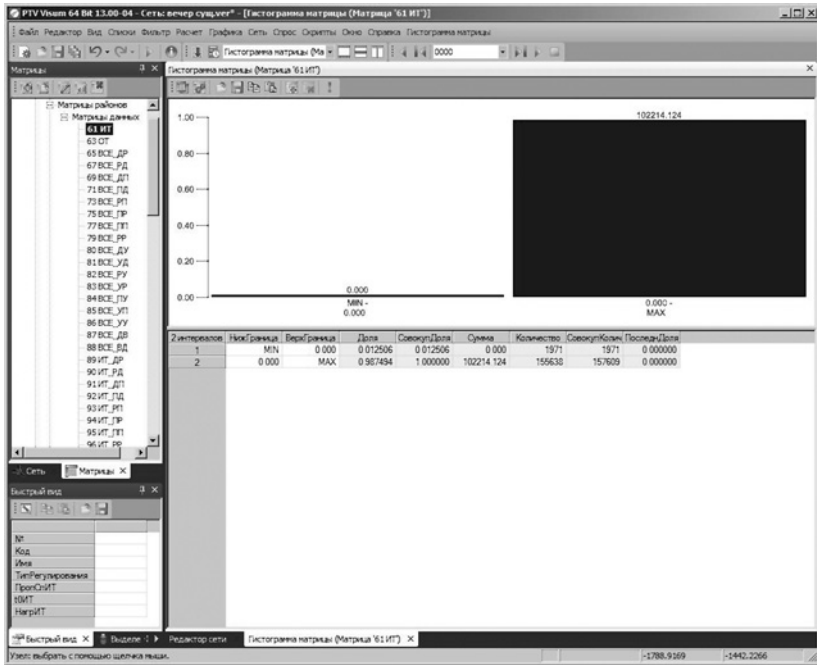 PTV Visum 64 Bit 13.00-04 - Сеть: вечер сущ.ver* - [Гистограмма матрицы (Матрица '61 ИТ')]
Файл Редактор Вид Списки Фильтр Расчет Графика Сеть Спрос Скрипты Окно Справка Гистограмма матрицы
Гистограмма матрицы (Ма
0000
Матрицы
Гистограмма матрицы (Матрица '61 ИТ')
Матрицы районов
Матрицы данных
61 ИТ
63 ОТ
65 ВСЕ_ДР
67 ВСЕ_РД
69 ВСЕ_ДП
71 ВСЕ_ПД
73 ВСЕ_РП
75 ВСЕ_ПР
77 ВСЕ_ПП
79 ВСЕ_РР
80 ВСЕ_ДУ
81 ВСЕ_УД
82 ВСЕ_РУ
83 ВСЕ_УР
84 ВСЕ_ПУ
85 ВСЕ_УП
86 ВСЕ_УУ
87 ВСЕ_ДВ
88 ВСЕ_ВД
89 ИТ_ДР
90 ИТ_РД
91 ИТ_ДП
92 ИТ_ПД
93 ИТ_РП
94 ИТ_ПР
95 ИТ_ПП
96 ИТ_РР
1.00
0.80
0.60
0.40
0.20
0.00
102214.124
0.000
MIN -
0.000
0.000 -
MAX
2 интервалов НижГраница ВерхГраница Доля СовокупДоля Сумма Количество СовокупКолич ПоследнДоля
1 MIN 0.000 0.012506 0.012506 0.000 1971 1971 0.000000
2 0.000 MAX 0.987494 1.000000 102214.124 155638 157609 0.000000
Сеть Матрицы
Быстрый вид
№
Код
Имя
ТипРегулирования
ПропСпИТ
t0ИТ
НагрИТ
Быстрый вид Выделе Редактор сети Гистограмма матрицы (Матрица '61 ИТ')
Узел: выбрать с помощью щелчка мыши.
-1788.9169 -1442.2266